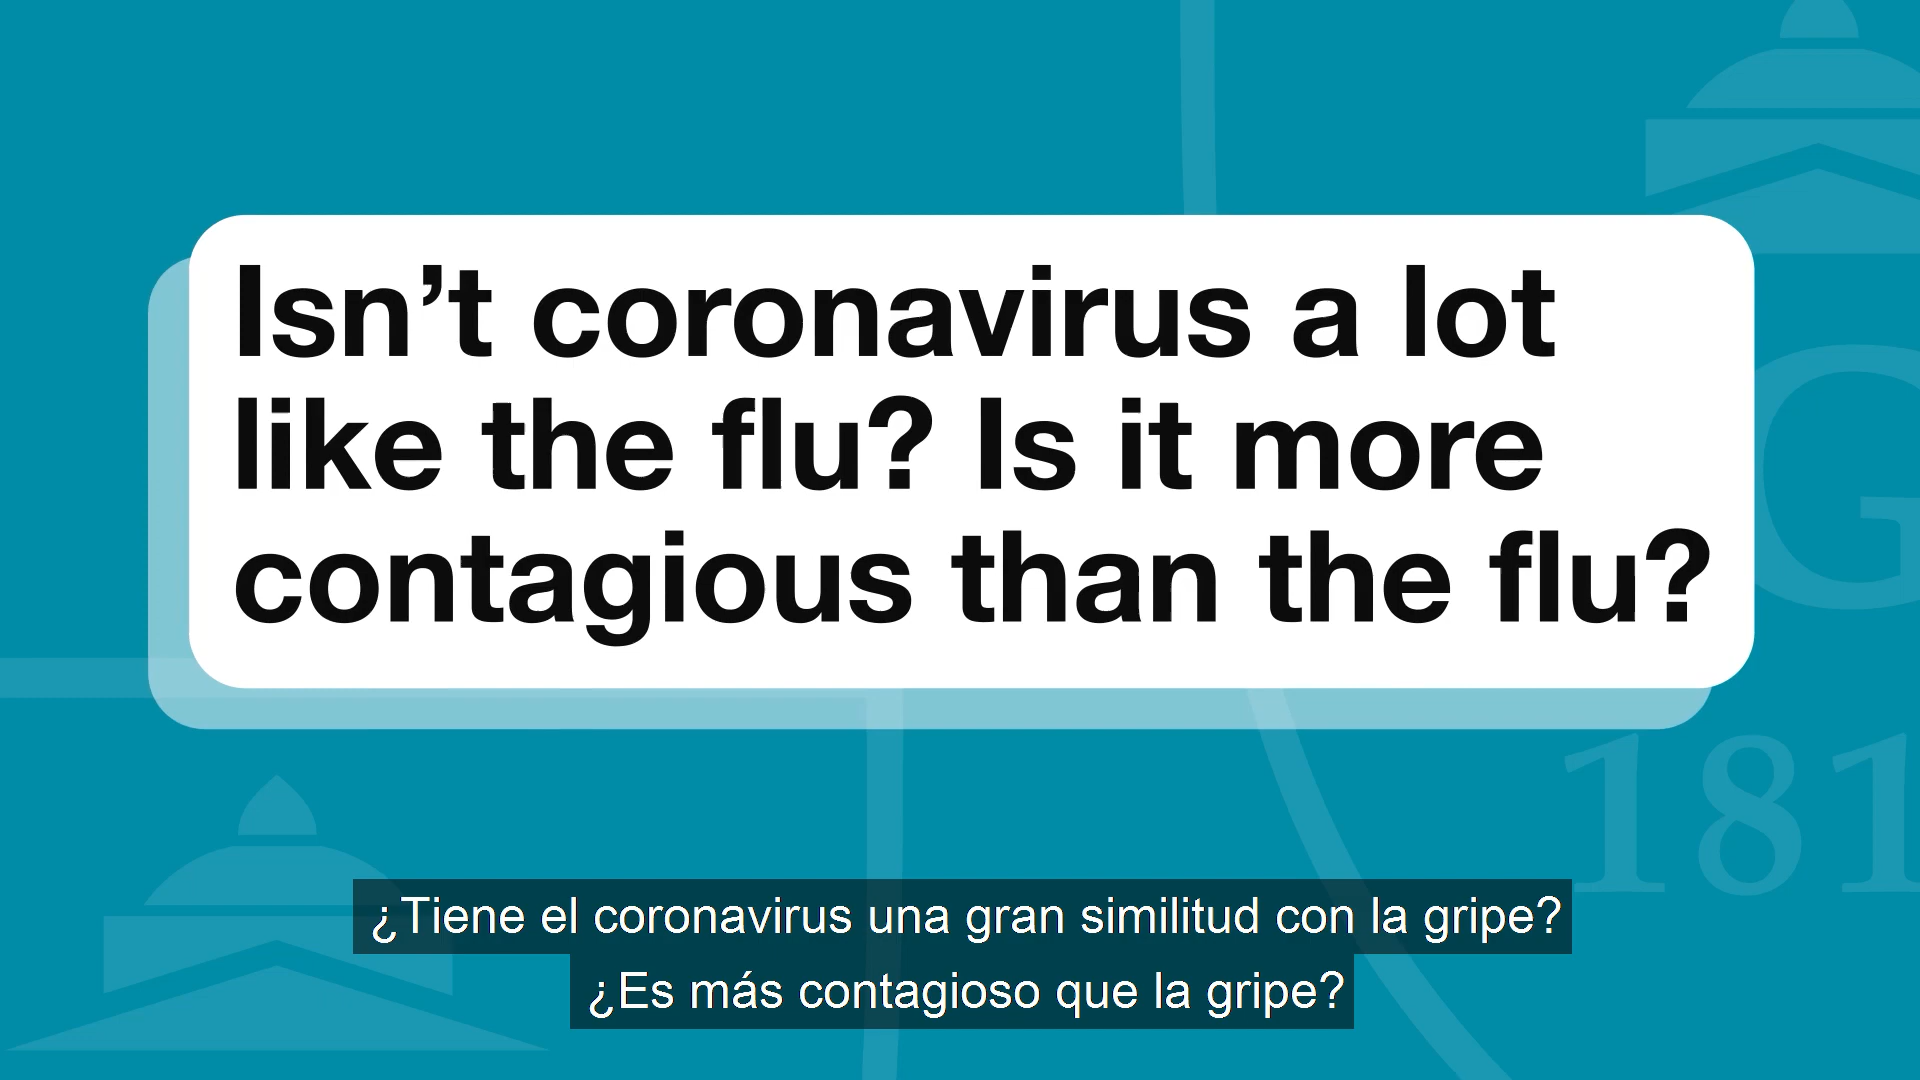 Isn’t coronavirus a lot
like the flu? Is it more
contagious than the flu?
G
181
¿Tiene el coronavirus una gran similitud con la gripe?
¿Es más contagioso que la gripe?